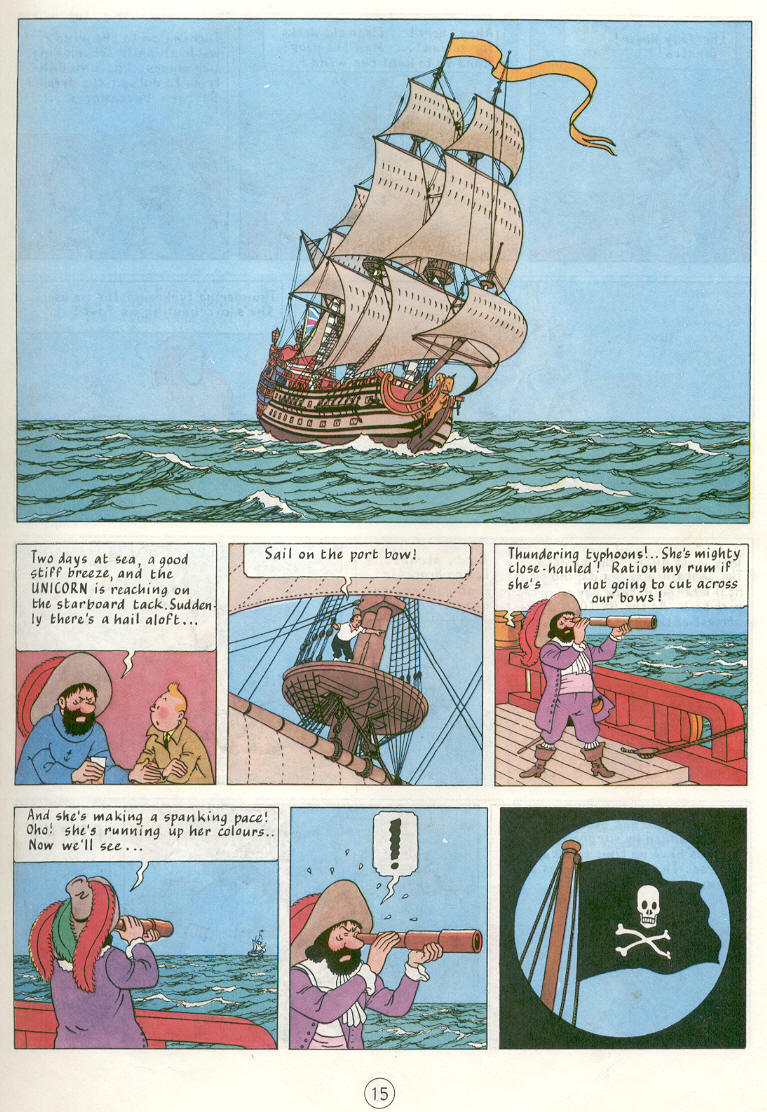 Two days at sea, a good
stiff breeze, and the
UNICORN is reaching on
the starboard tack. Sudden-
ly there's a hail aloft...
Sail on the port bow!
Thundering typhoons!.. She's mighty
close-hauled! Ration my rum if
she's not going to cut across
our bows!
And she's making a spanking pace!
Oho! she's running up her colours..
Now we'll see...
!
15